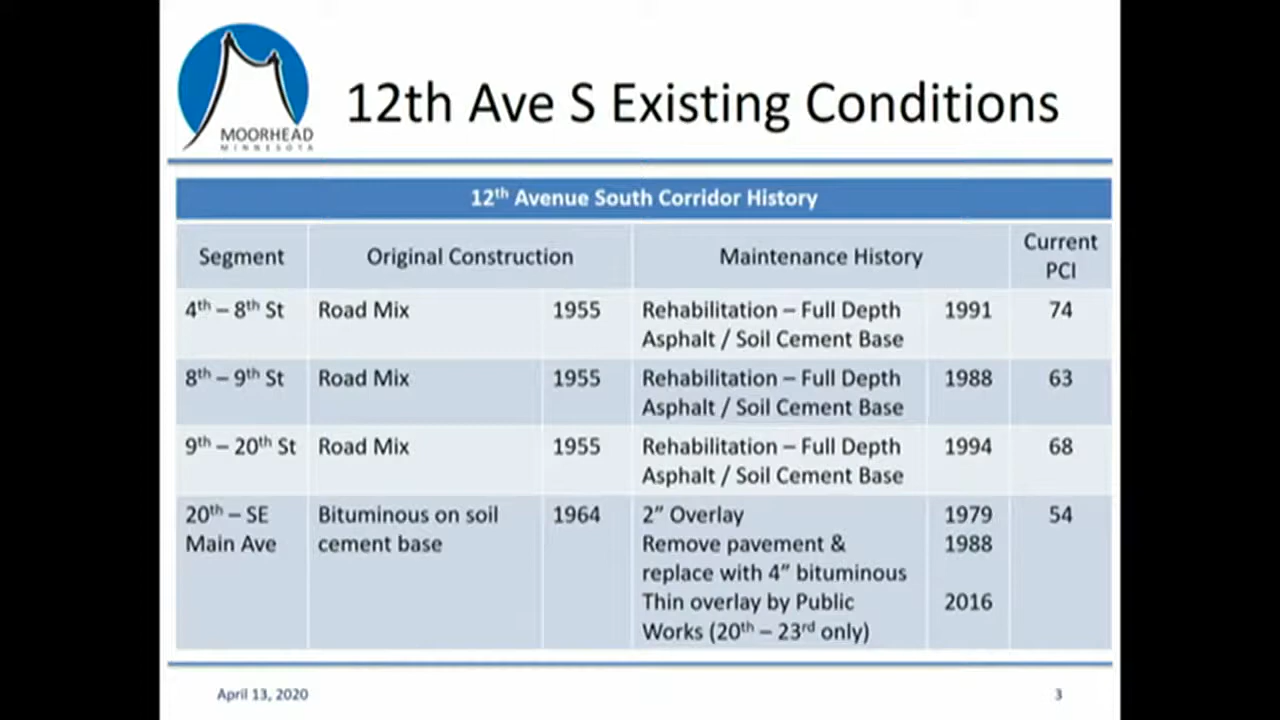 MOORHEAD
MINNESOTA
12th Ave S Existing Conditions
12th Avenue South Corridor History
Segment Original Construction Maintenance History Current PCI
4th – 8th St Road Mix 1955 Rehabilitation – Full Depth 1991 74
Asphalt / Soil Cement Base
8th – 9th St Road Mix 1955 Rehabilitation – Full Depth 1988 63
Asphalt / Soil Cement Base
9th – 20th St Road Mix 1955 Rehabilitation – Full Depth 1994 68
Asphalt / Soil Cement Base
20th – SE Bituminous on soil 1964 2” Overlay 1979 54
Main Ave cement base Remove pavement & 1988
replace with 4” bituminous
Thin overlay by Public 2016
Works (20th – 23rd only)
April 13, 2020 3